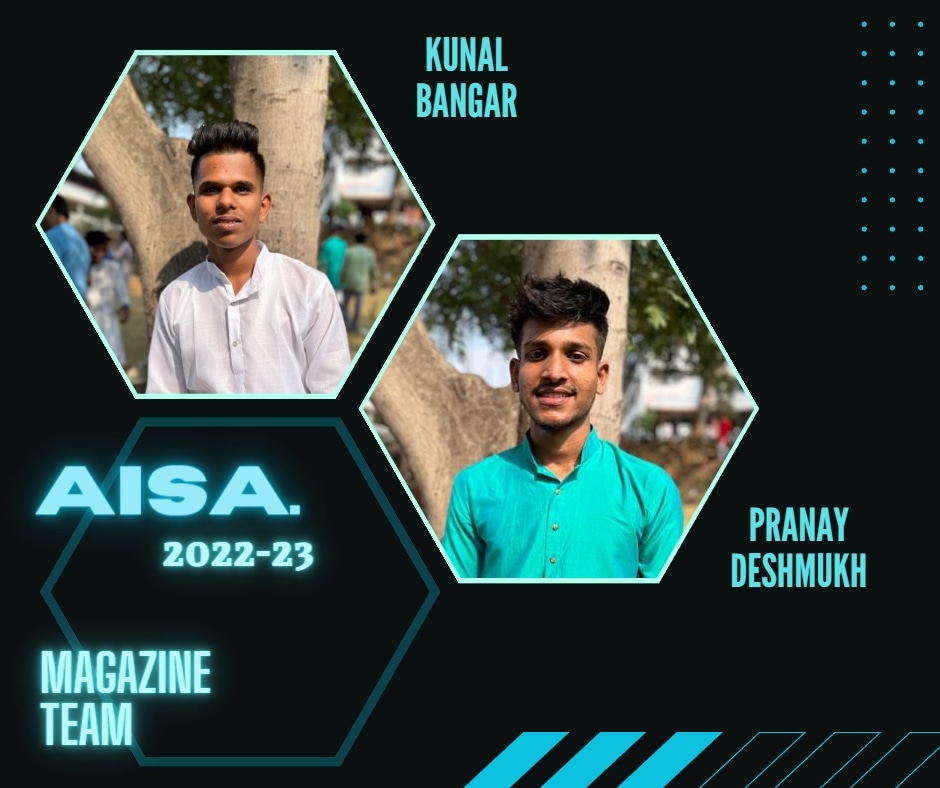 KUNAL
BANGAR
AISA.
2022-23
PRANAY
DESHMUKH
MAGAZINE
TEAM